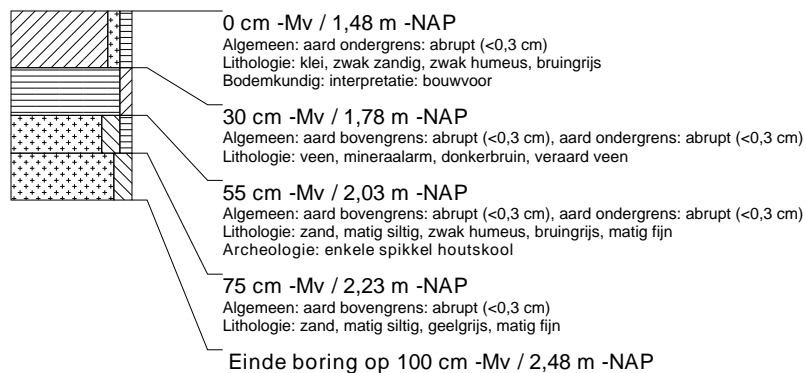 0 cm -Mv / 1,48 m -NAP
Algemeen: aard ondergrens: abrupt (<0,3 cm)
Lithologie: klei, zwak zandig, zwak humeus, bruingrijs
Bodemkundig: interpretatie: bouwvoor
30 cm -Mv / 1,78 m -NAP
Algemeen: aard bovengrens: abrupt (<0,3 cm), aard ondergrens: abrupt (<0,3 cm)
Lithologie: veen, mineraalarm, donkerbruin, veraard veen
55 cm -Mv / 2,03 m -NAP
Algemeen: aard bovengrens: abrupt (<0,3 cm), aard ondergrens: abrupt (<0,3 cm)
Lithologie: zand, matig siltig, zwak humeus, bruingrijs, matig fijn
Archeologie: enkele spikkel houtskool
75 cm -Mv / 2,23 m -NAP
Algemeen: aard bovengrens: abrupt (<0,3 cm)
Lithologie: zand, matig siltig, geelgrijs, matig fijn
Einde boring op 100 cm -Mv / 2,48 m -NAP